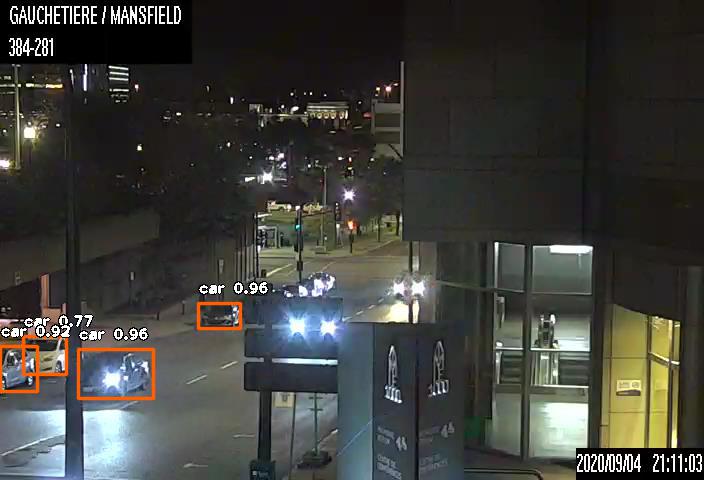 GAUCHETIERE / MANSFIELD
384-281
car 0.96
car 0.77
car 0.92
car 0.96
2020/09/04 21:11:03